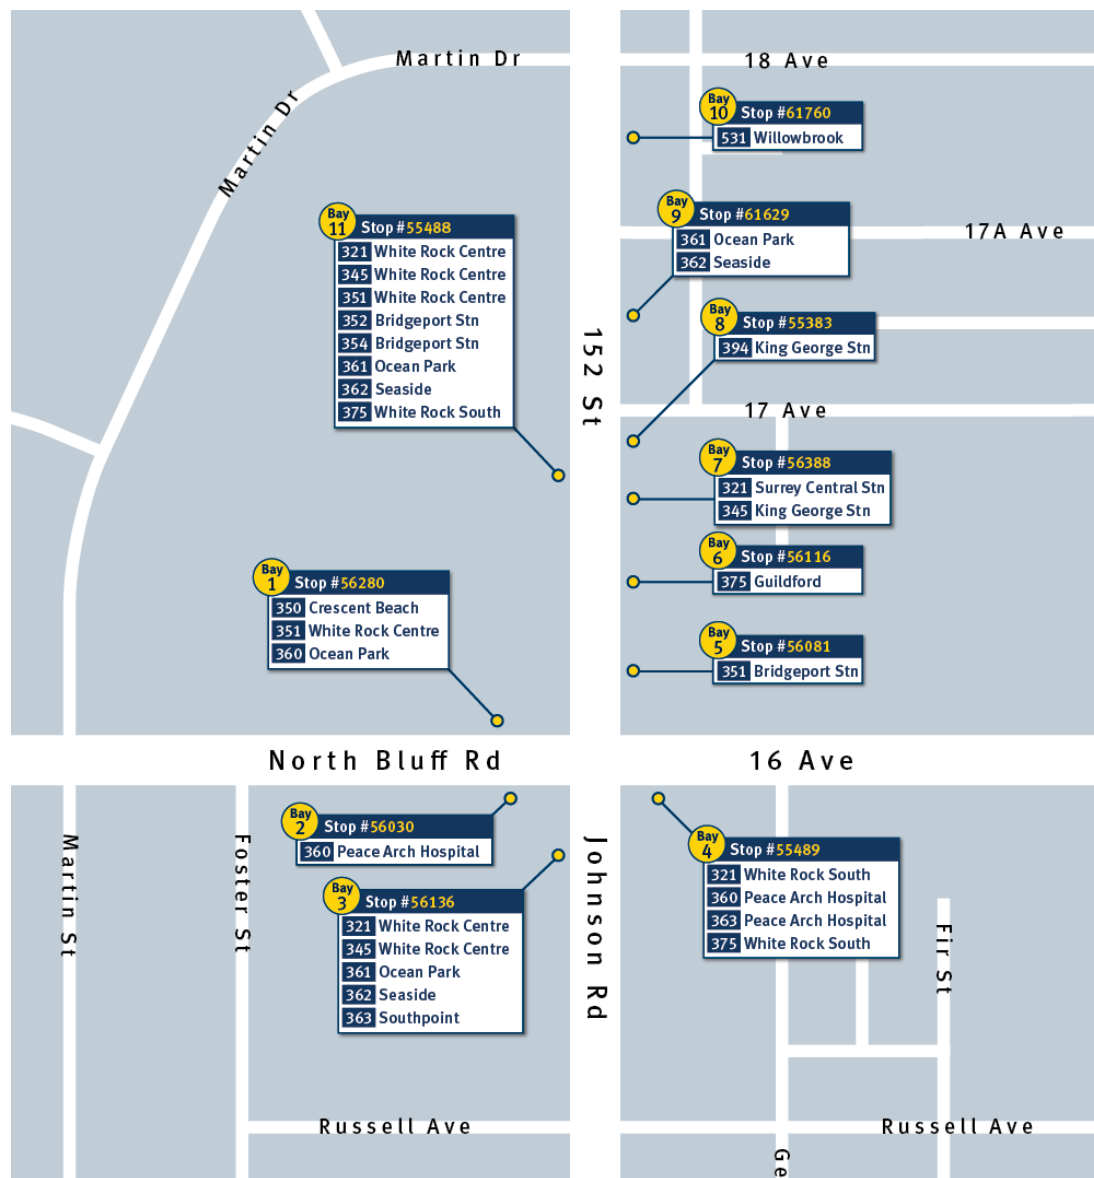 Martin Dr
18 Ave
Martin Dr
Bay 10
Stop #61760
531 Willowbrook
Bay 9
Stop #61629
361 Ocean Park
362 Seaside
17A Ave
Bay 11
Stop #55488
321 White Rock Centre
345 White Rock Centre
351 White Rock Centre
352 Bridgeport Stn
354 Bridgeport Stn
361 Ocean Park
362 Seaside
375 White Rock South
152 St
Bay 8
Stop #55383
394 King George Stn
17 Ave
Bay 7
Stop #56388
321 Surrey Central Stn
345 King George Stn
Bay 6
Stop #56116
375 Guildford
Bay 1
Stop #56280
350 Crescent Beach
351 White Rock Centre
360 Ocean Park
Bay 5
Stop #56081
351 Bridgeport Stn
North Bluff Rd
16 Ave
Martin St
Foster St
Bay 2
Stop #56030
360 Peace Arch Hospital
Bay 3
Stop #56136
321 White Rock Centre
345 White Rock Centre
361 Ocean Park
362 Seaside
363 Southpoint
Johnson Rd
Bay 4
Stop #55489
321 White Rock South
360 Peace Arch Hospital
363 Peace Arch Hospital
375 White Rock South
Fir St
Russell Ave
Russell Ave
Ge